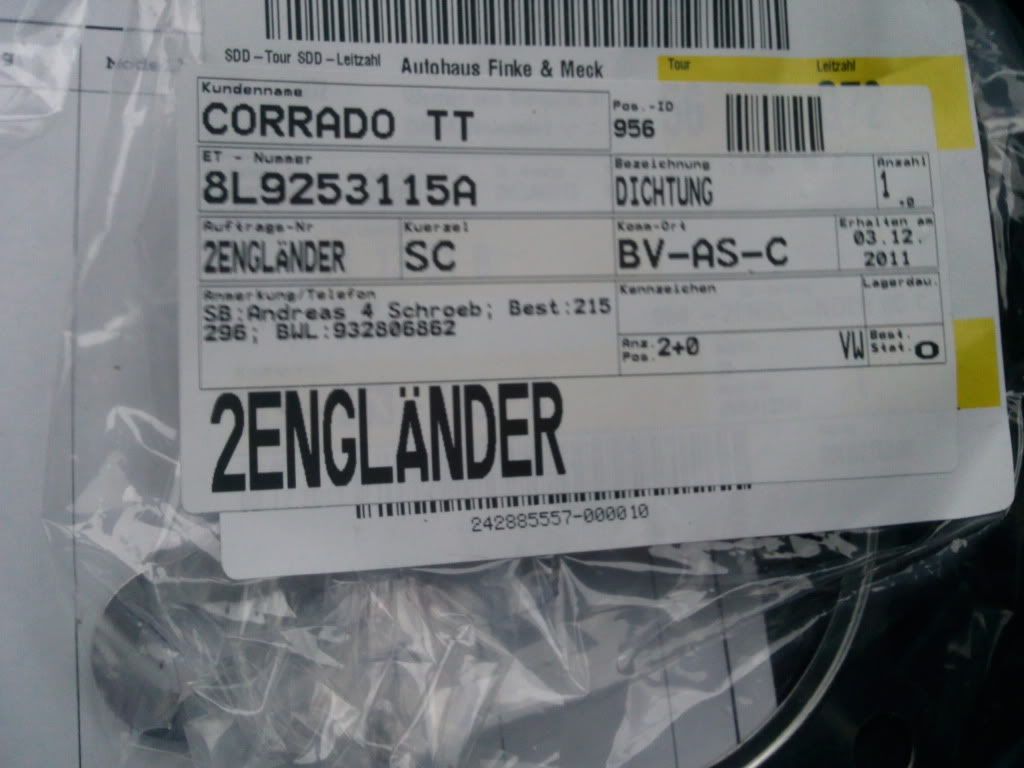 SDD-Tour SDD-Leitzahl Autohaus Finke & Meck Tour Leitzahl
Kundenname
CORRADO TT
Pos.-ID
956
ET - Nummer
8L9253115A
Bezeichnung
DICHTUNG
Anzahl
1,0
Auftrags-Nr
2ENGLÄNDER
Kuerzel
SC
Komm-Ort
BV-AS-C
Erhalten am
03.12.
2011
Anmerkung/Telefon
SB:Andreas 4 Schroeb; Best:215
296; BWL:932806862
Kennzeichen
Lagerdau.
Anz. Pos. 2+0
VW
Best. Stat. O
2ENGLÄNDER
242885557-000010